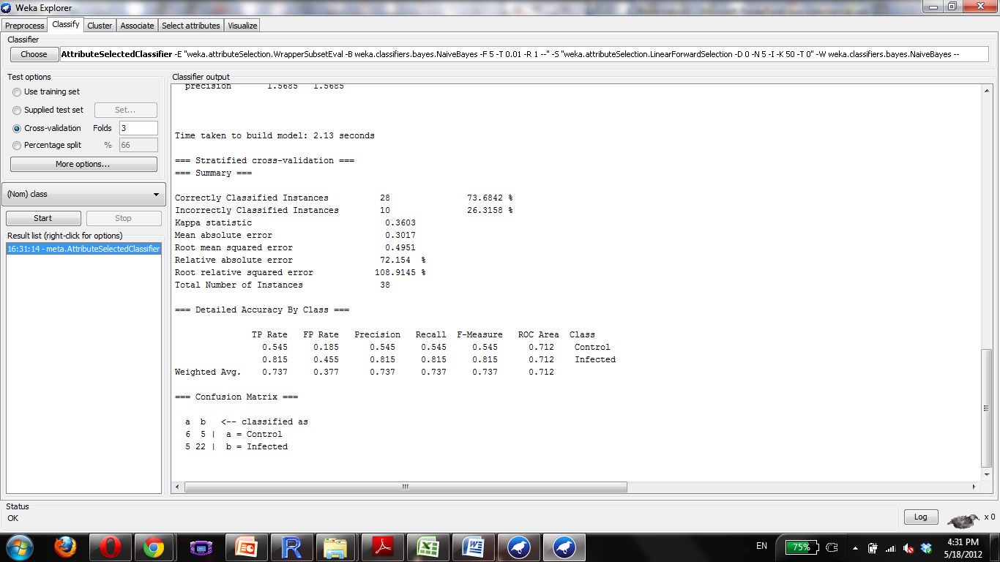 Weka Explorer
Preprocess Classify Cluster Associate Select attributes Visualize
Classifier
Choose AttributeSelectedClassifier -E "weka.attributeSelection.WrapperSubsetEval -B weka.classifiers.bayes.NaiveBayes -F 5 -T 0.01 -R 1 --" -S "weka.attributeSelection.LinearForwardSelection -D 0 -N 5 -I -K 50 -T 0" -W weka.classifiers.bayes.NaiveBayes --
Test options
Use training set
Supplied test set Set...
Cross-validation Folds 3
Percentage split % 66
More options...
(Nom) class
Start Stop
Result list (right-click for options)
16:31:14 - meta.AttributeSelectedClassifier
Classifier output
precision 1.5685 1.5685
Time taken to build model: 2.13 seconds
=== Stratified cross-validation ===
=== Summary ===
Correctly Classified Instances 28 73.6842 %
Incorrectly Classified Instances 10 26.3158 %
Kappa statistic 0.3603
Mean absolute error 0.3017
Root mean squared error 0.4951
Relative absolute error 72.154 %
Root relative squared error 108.9145 %
Total Number of Instances 38
=== Detailed Accuracy By Class ===
TP Rate FP Rate Precision Recall F-Measure ROC Area Class
0.545 0.185 0.545 0.545 0.545 0.712 Control
0.815 0.455 0.815 0.815 0.815 0.712 Infected
Weighted Avg. 0.737 0.377 0.737 0.737 0.737 0.712
=== Confusion Matrix ===
a b <-- classified as
6 5 | a = Control
5 22 | b = Infected
Status
OK
Log x 0
EN 75% 4:31 PM
5/18/2012